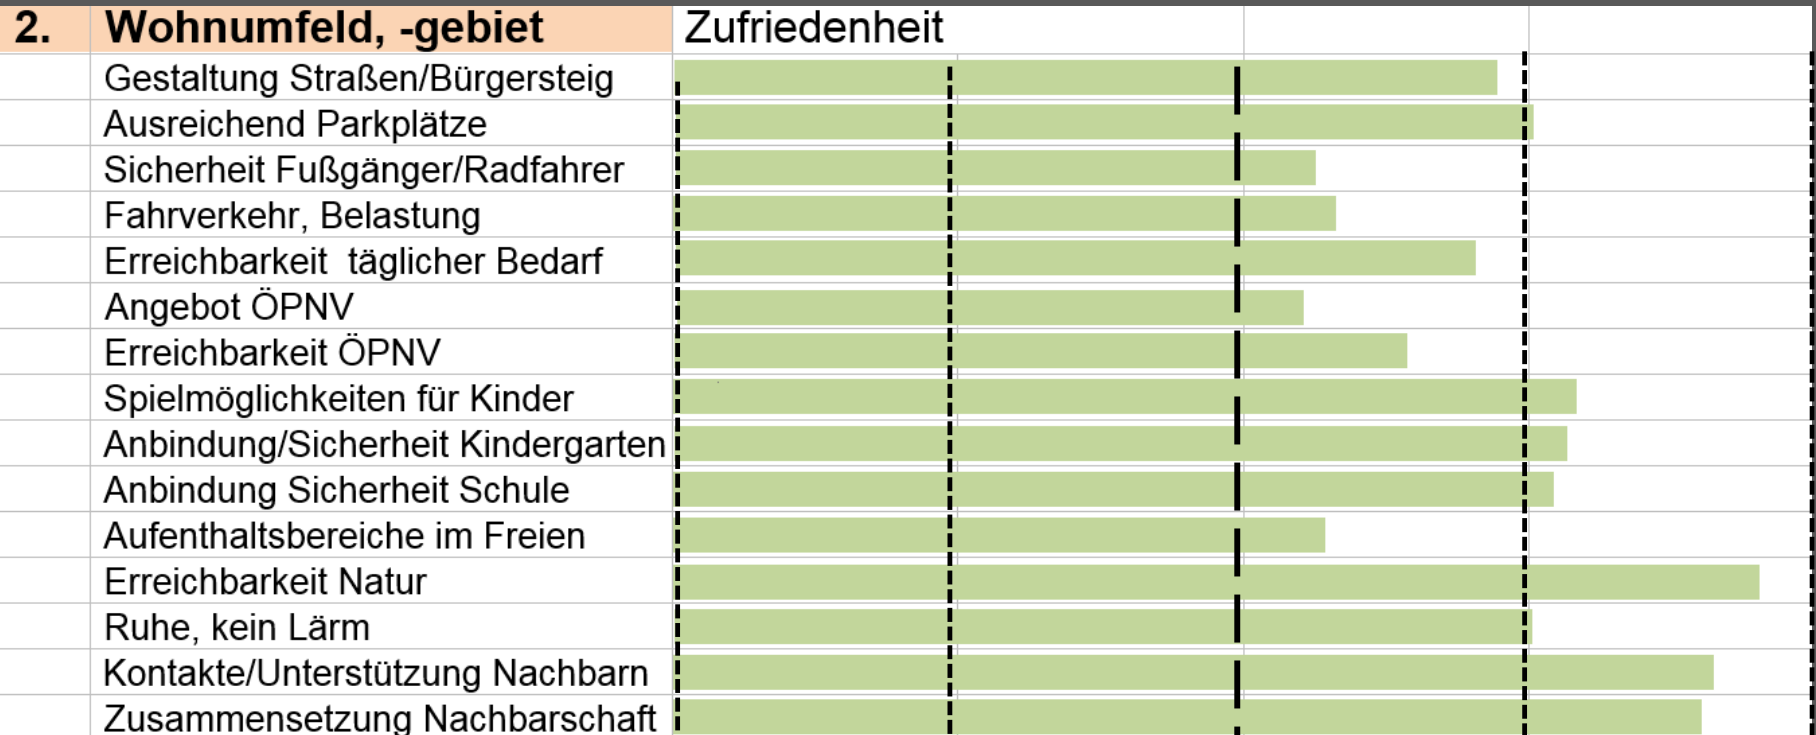 2. Wohnumfeld, -gebiet Zufriedenheit
Gestaltung Straßen/Bürgersteig
Ausreichend Parkplätze
Sicherheit Fußgänger/Radfahrer
Fahrverkehr, Belastung
Erreichbarkeit  täglicher Bedarf
Angebot ÖPNV
Erreichbarkeit ÖPNV
Spielmöglichkeiten für Kinder
Anbindung/Sicherheit Kindergarten
Anbindung Sicherheit Schule
Aufenthaltsbereiche im Freien
Erreichbarkeit Natur
Ruhe, kein Lärm
Kontakte/Unterstützung Nachbarn
Zusammensetzung Nachbarschaft